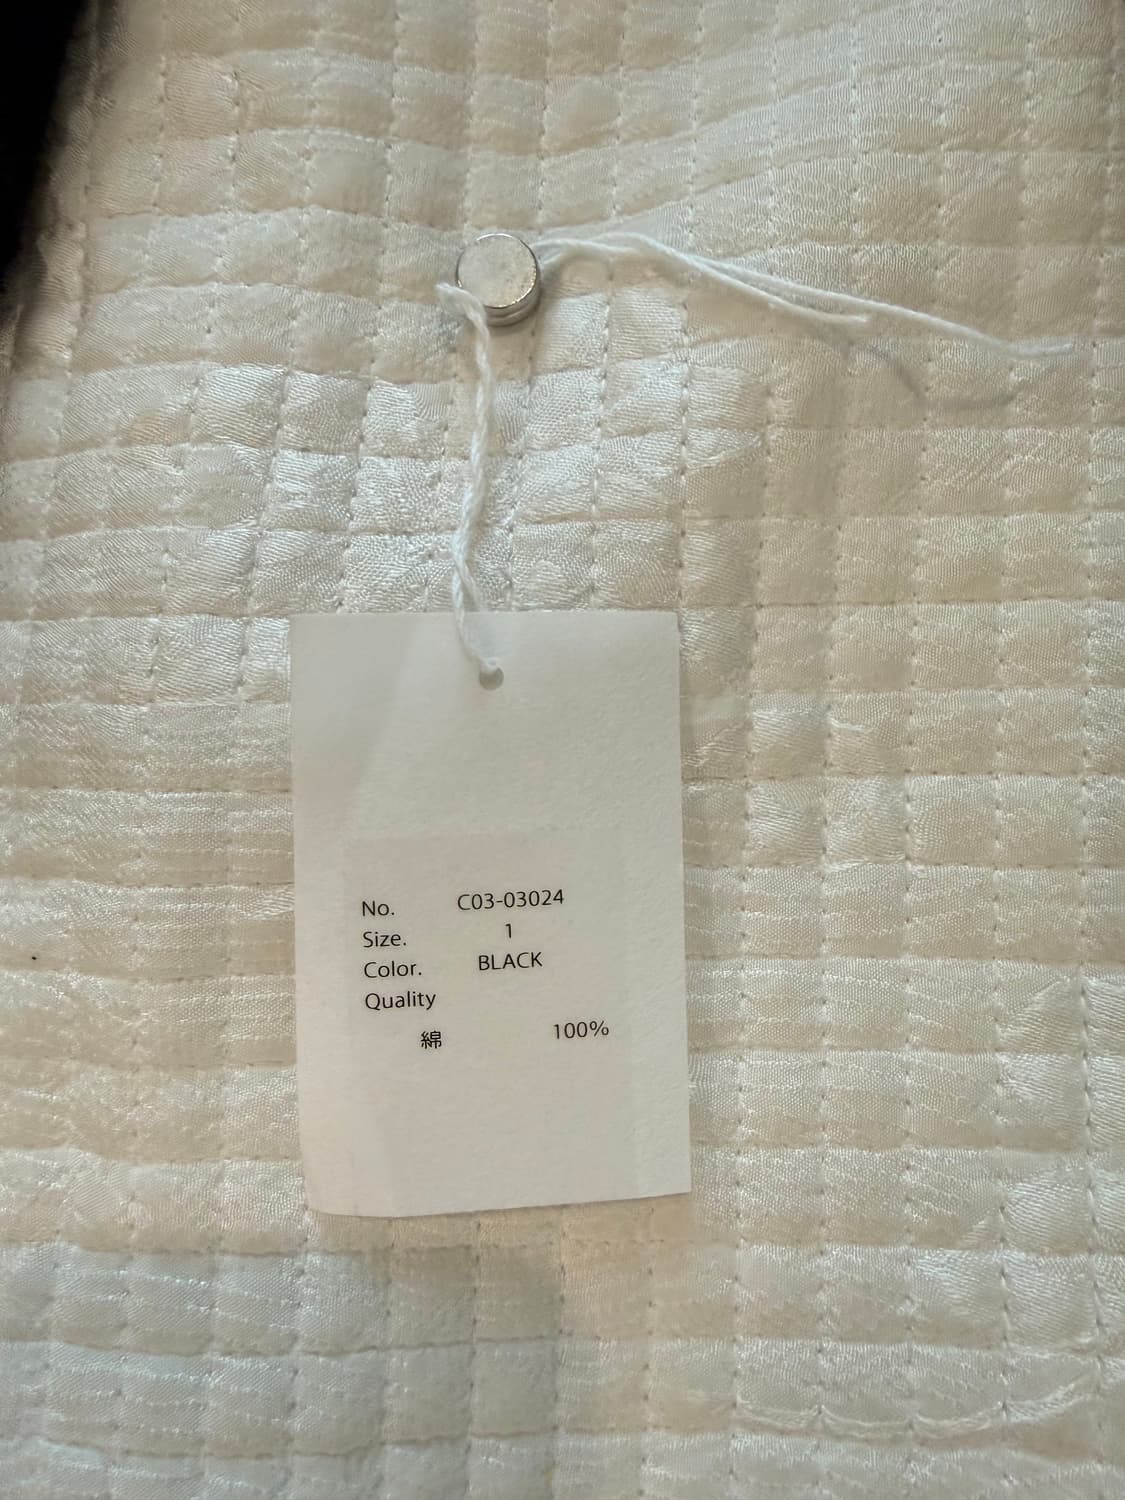 No. C03-03024
Size. 1
Color. BLACK
Quality
綿 100%